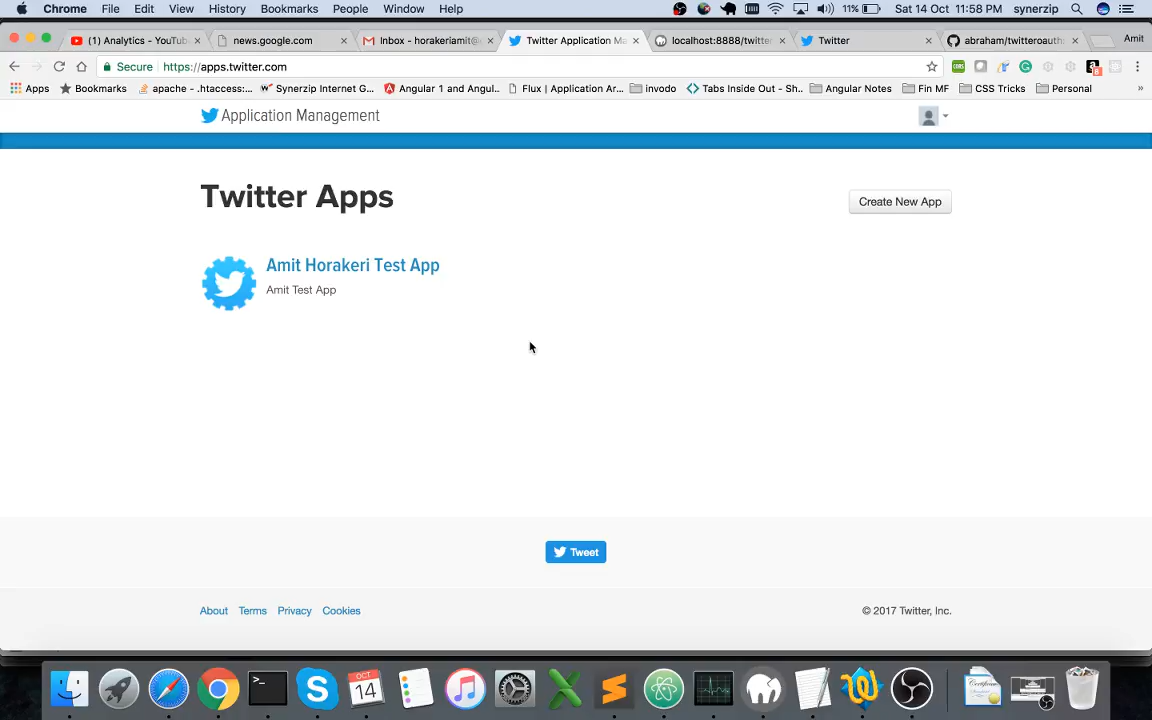 Chrome File Edit View History Bookmarks People Window Help 11% Sat 14 Oct 11:58 PM synerzip
(1) Analytics - YouTub news.google.com Inbox - horakeriamit@ Twitter Application Ma localhost:8888/twitter Twitter abraham/twitteroauth Amit
Secure https://apps.twitter.com
Apps Bookmarks apache - .htaccess:... Synerzip Internet G... Angular 1 and Angul.. Flux | Application Ar... invodo Tabs Inside Out - Sh.. Angular Notes Fin MF CSS Tricks Personal »
Application Management
Twitter Apps
Create New App
Amit Horakeri Test App
Amit Test App
Tweet
About Terms Privacy Cookies
© 2017 Twitter, Inc.
OCT
14